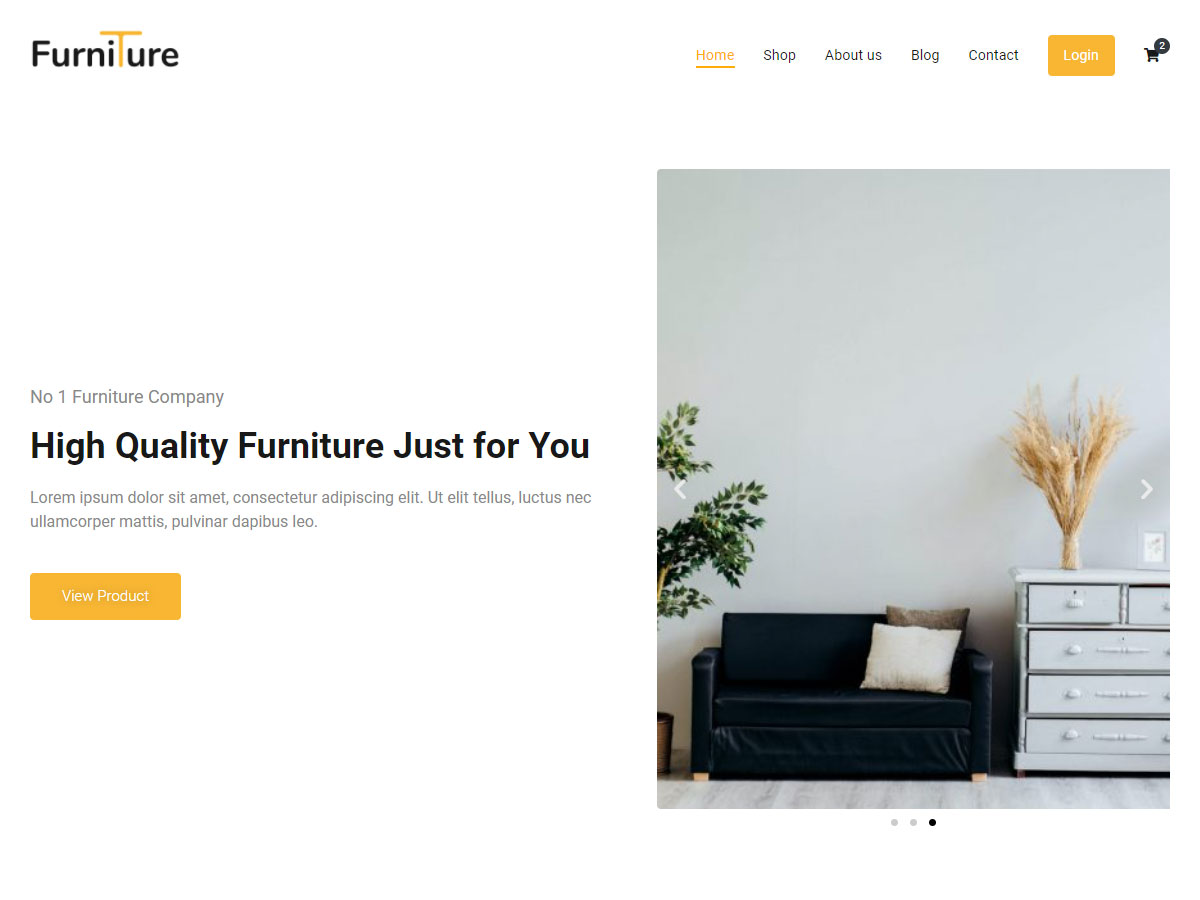 FurniTure
Home Shop About us Blog Contact Login 2
No 1 Furniture Company
High Quality Furniture Just for You
Lorem ipsum dolor sit amet, consectetur adipiscing elit. Ut elit tellus, luctus nec
ullamcorper mattis, pulvinar dapibus leo.
View Product